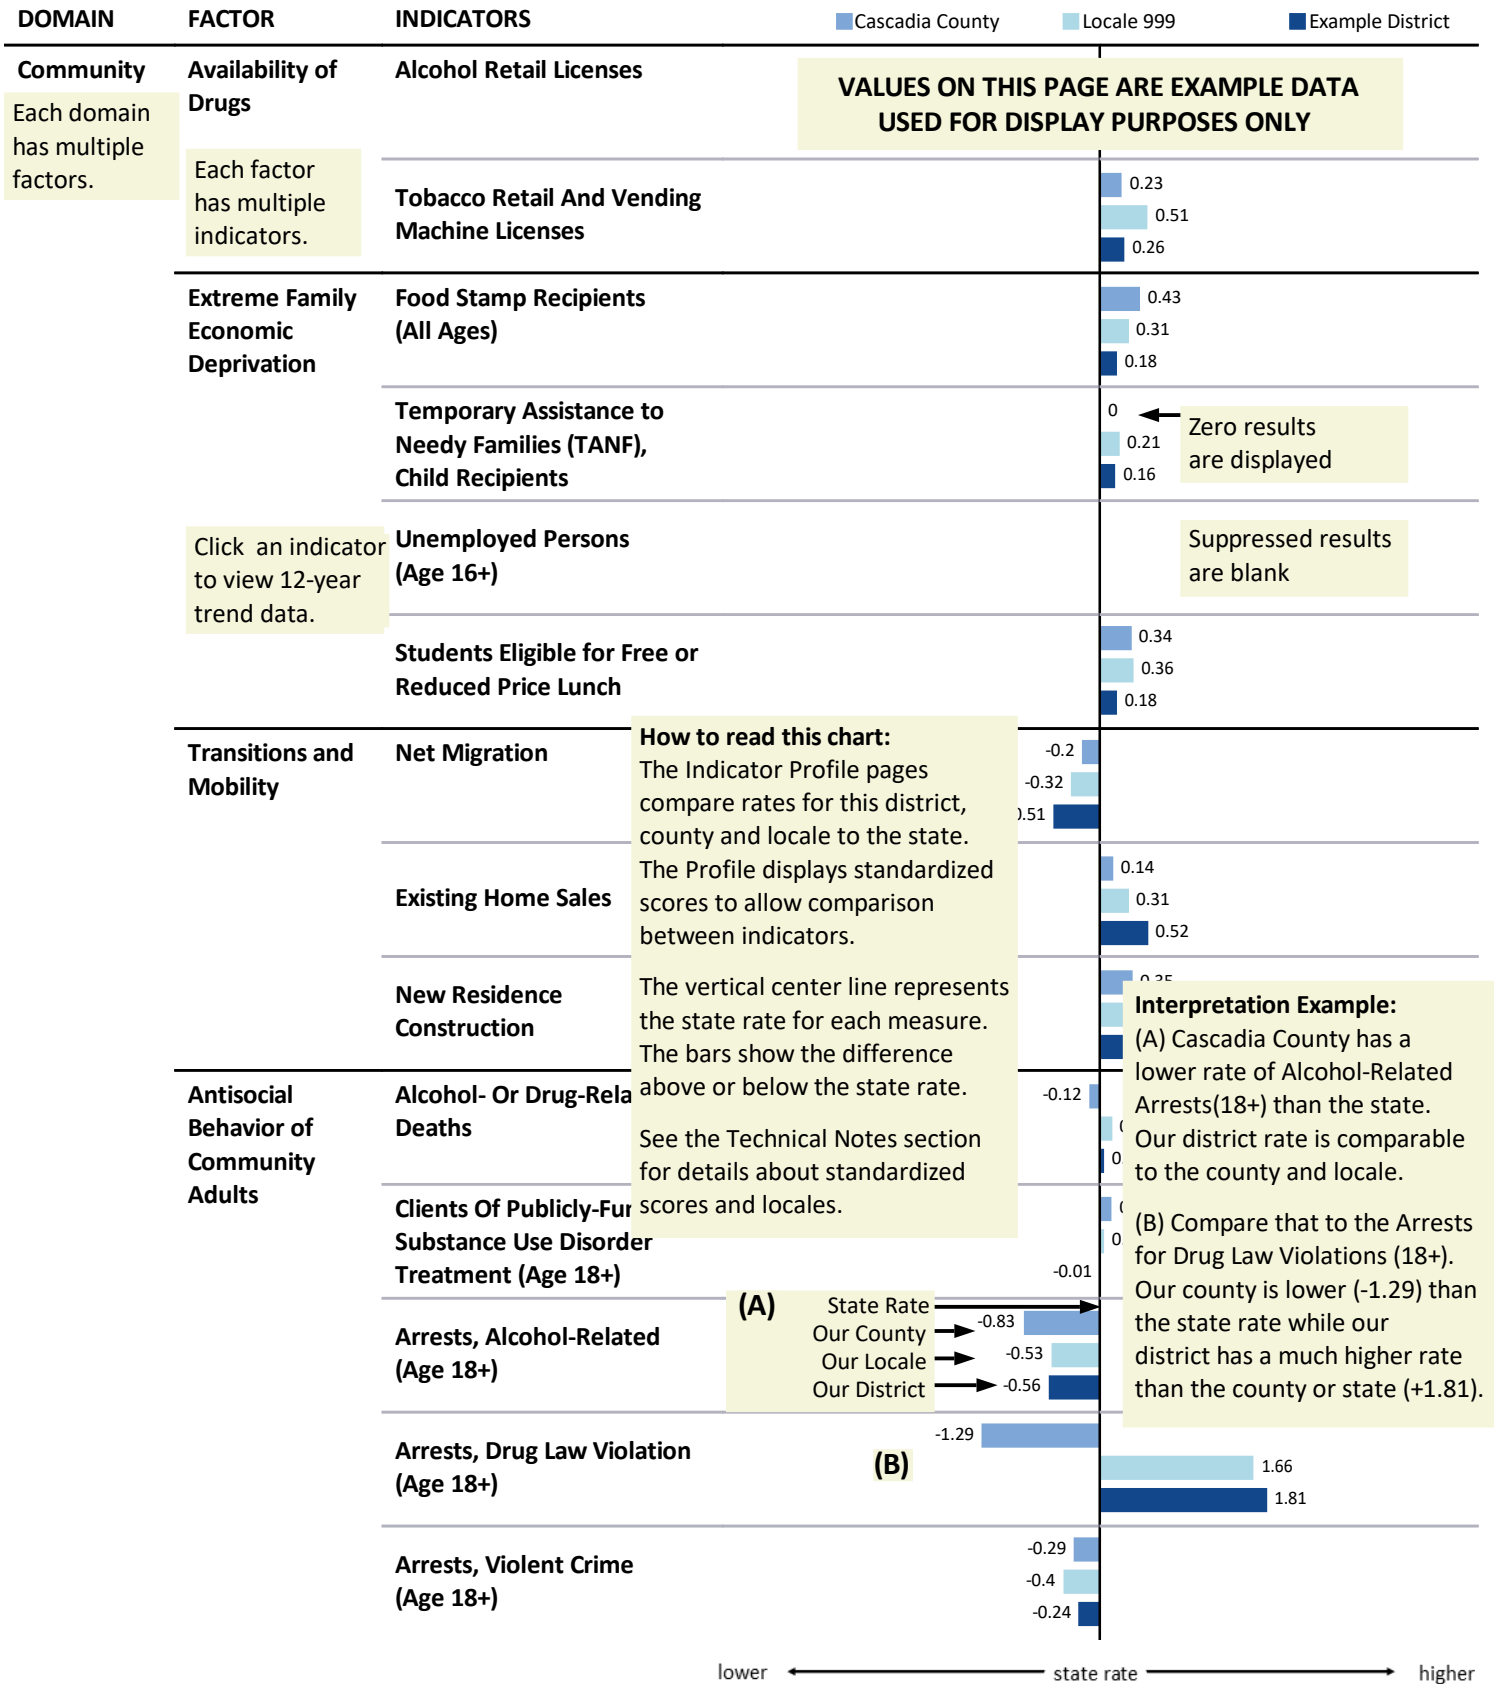 DOMAIN FACTOR INDICATORS Cascadia County Locale 999 Example District
Community
Each domain
has multiple
factors.
Availability of
Drugs
Each factor
has multiple
indicators.
Alcohol Retail Licenses
VALUES ON THIS PAGE ARE EXAMPLE DATA
USED FOR DISPLAY PURPOSES ONLY
Tobacco Retail And Vending
Machine Licenses
0.23
0.51
0.26
Extreme Family
Economic
Deprivation
Food Stamp Recipients
(All Ages)
0.43
0.31
0.18
Temporary Assistance to
Needy Families (TANF),
Child Recipients
0
0.21
0.16
Zero results
are displayed
Click an indicator
to view 12-year
trend data.
Unemployed Persons
(Age 16+)
Suppressed results
are blank
Students Eligible for Free or
Reduced Price Lunch
0.34
0.36
0.18
Transitions and
Mobility
Net Migration
-0.2
-0.32
.51
How to read this chart:
The Indicator Profile pages
compare rates for this district,
county and locale to the state.
The Profile displays standardized
scores to allow comparison
between indicators.
The vertical center line represents
the state rate for each measure.
The bars show the difference
above or below the state rate.
See the Technical Notes section
for details about standardized
scores and locales.
Existing Home Sales
0.14
0.31
0.52
New Residence
Construction
Interpretation Example:
(A) Cascadia County has a
lower rate of Alcohol-Related
Arrests(18+) than the state.
Our district rate is comparable
to the county and locale.
(B) Compare that to the Arrests
for Drug Law Violations (18+).
Our county is lower (-1.29) than
the state rate while our
district has a much higher rate
than the county or state (+1.81).
Antisocial
Behavior of
Community
Adults
Alcohol- Or Drug-Rela
Deaths
-0.12
0.
Clients Of Publicly-Fu
Substance Use Disorder
Treatment (Age 18+)
0.
-0.01
Arrests, Alcohol-Related
(Age 18+)
(A) State Rate
Our County -0.83
Our Locale -0.53
Our District -0.56
Arrests, Drug Law Violation
(Age 18+)
-1.29
(B)
1.66
1.81
Arrests, Violent Crime
(Age 18+)
-0.29
-0.4
-0.24
lower state rate higher